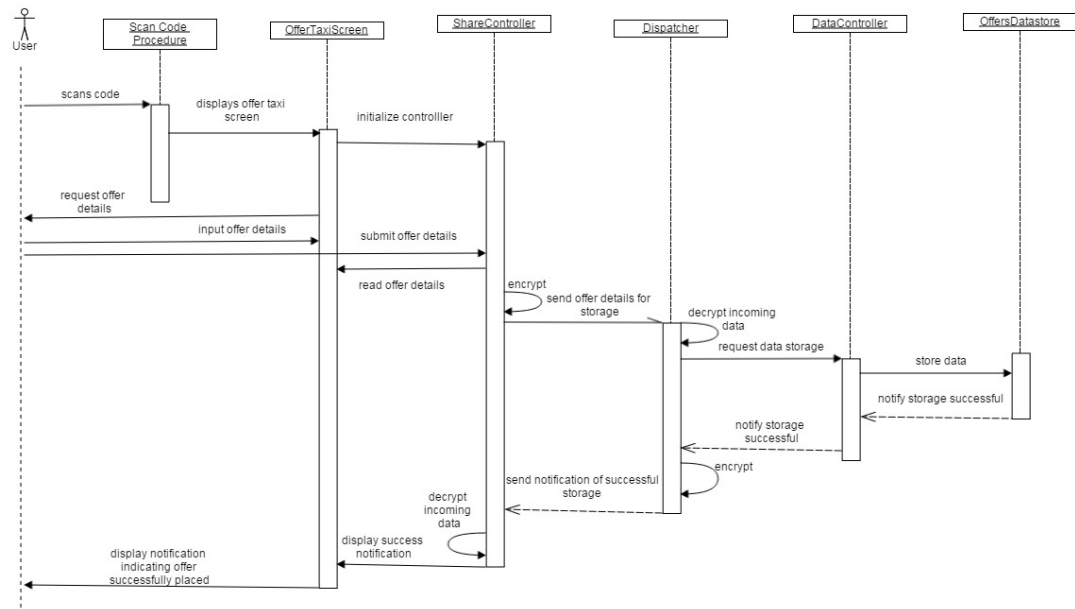 User
Scan Code
Procedure
OfferTaxiScreen
ShareController
Dispatcher
DataController
OffersDatastore
scans code
displays offer taxi
screen
initialize controlller
request offer
details
input offer details
submit offer details
read offer details
encrypt
send offer details for
storage
decrypt incoming
data
request data storage
store data
notify storage successful
notify storage
successful
encrypt
send notification of successful
storage
decrypt
incoming
data
display success
notification
display notification
indicating offer
successfully placed